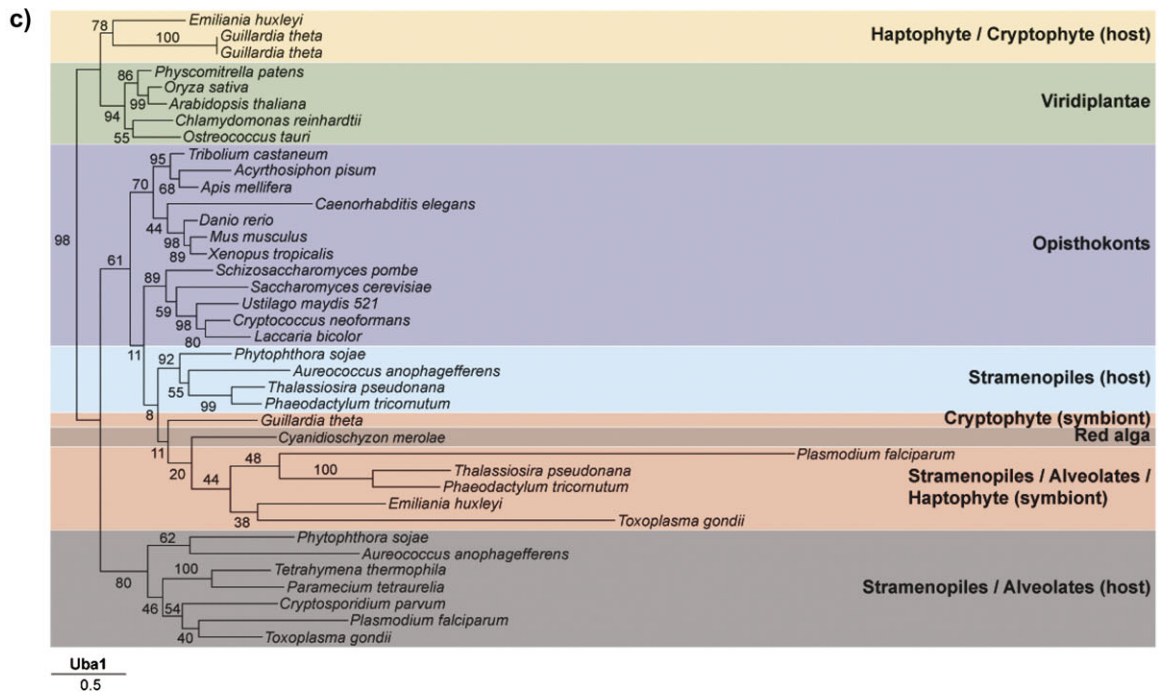 c)
78
Emiliania huxleyi
100
Guillardia theta
Guillardia theta
Haptophyte / Cryptophyte (host)
86
Physcomitrella patens
Oryza sativa
99
Arabidopsis thaliana
94
Chlamydomonas reinhardtii
55
Ostreococcus tauri
Viridiplantae
98
61
70
95
Tribolium castaneum
Acyrthosiphon pisum
68
Apis mellifera
Caenorhabditis elegans
44
Danio rerio
98
Mus musculus
89
Xenopus tropicalis
89
Schizosaccharomyces pombe
Saccharomyces cerevisiae
59
Ustilago maydis 521
98
Cryptococcus neoformans
80
Laccaria bicolor
Opisthokonts
11
92
Phytophthora sojae
Aureococcus anophagefferens
55
Thalassiosira pseudonana
99
Phaeodactylum tricornutum
Stramenopiles (host)
8
Guillardia theta
Cryptophyte (symbiont)
11
Cyanidioschyzon merolae
Red alga
20
48
Plasmodium falciparum
44
100
Thalassiosira pseudonana
Phaeodactylum tricornutum
Emiliania huxleyi
38
Toxoplasma gondii
Stramenopiles / Alveolates /
Haptophyte (symbiont)
62
Phytophthora sojae
Aureococcus anophagefferens
80
100
Tetrahymena thermophila
Paramecium tetraurelia
46
54
Cryptosporidium parvum
Plasmodium falciparum
40
Toxoplasma gondii
Stramenopiles / Alveolates (host)
Uba1
0.5